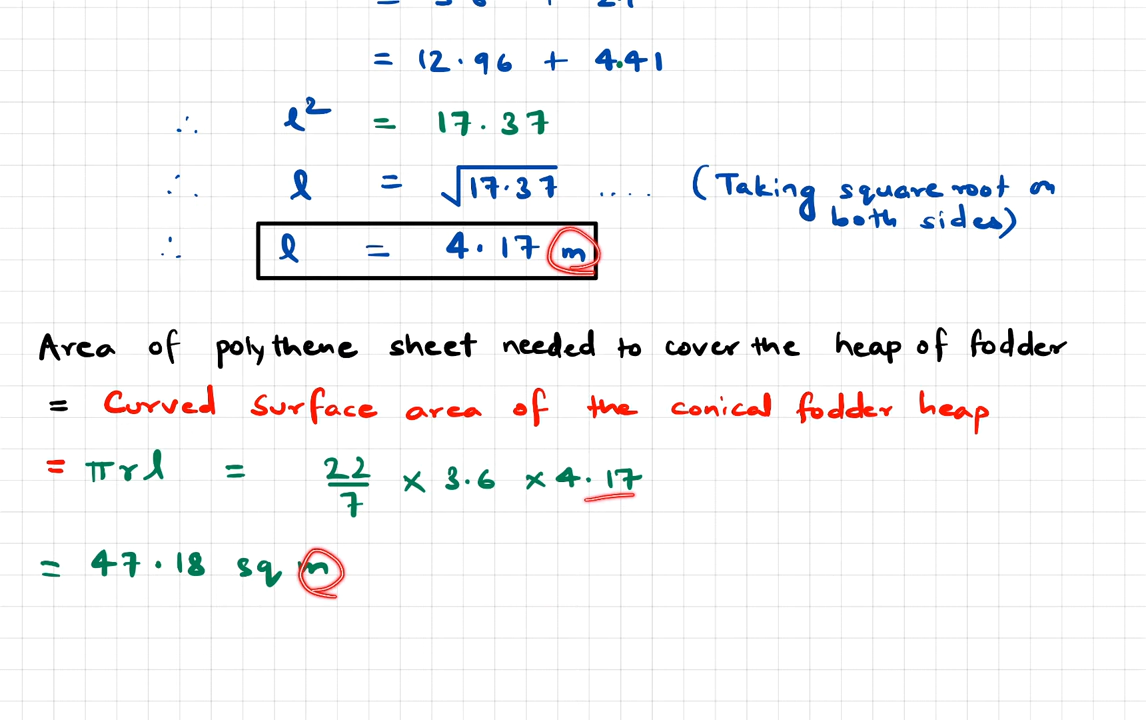 = 12.96 + 4.41
∴ l² = 17.37
∴ l = √17.37 .... (Taking square root on
both sides)
∴ l = 4.17 m
Area of polythene sheet needed to cover the heap of fodder
= Curved surface area of the conical fodder heap
= πrl = 22/7 × 3.6 × 4.17
= 47.18 sq m